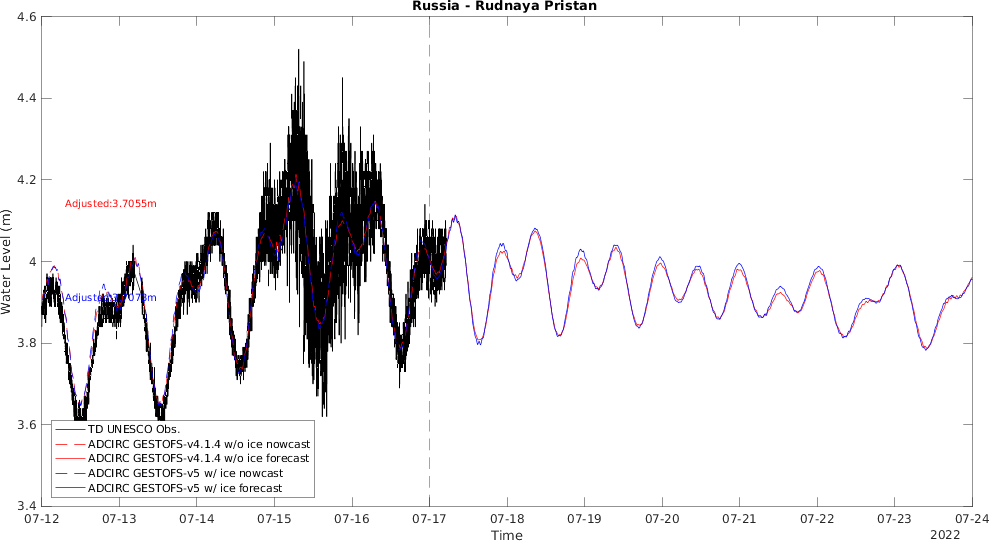 Russia - Rudnaya Pristan
4.6
4.4
4.2
4
3.8
3.6
3.4
Water Level (m)
Adjusted:3.7055m
TD UNESCO Obs.
ADCIRC GESTOFS-v4.1.4 w/o ice nowcast
ADCIRC GESTOFS-v4.1.4 w/o ice forecast
ADCIRC GESTOFS-v5 w/ ice nowcast
ADCIRC GESTOFS-v5 w/ ice forecast
07-12 07-13 07-14 07-15 07-16 07-17 07-18 07-19 07-20 07-21 07-22 07-23 07-24
Time
2022